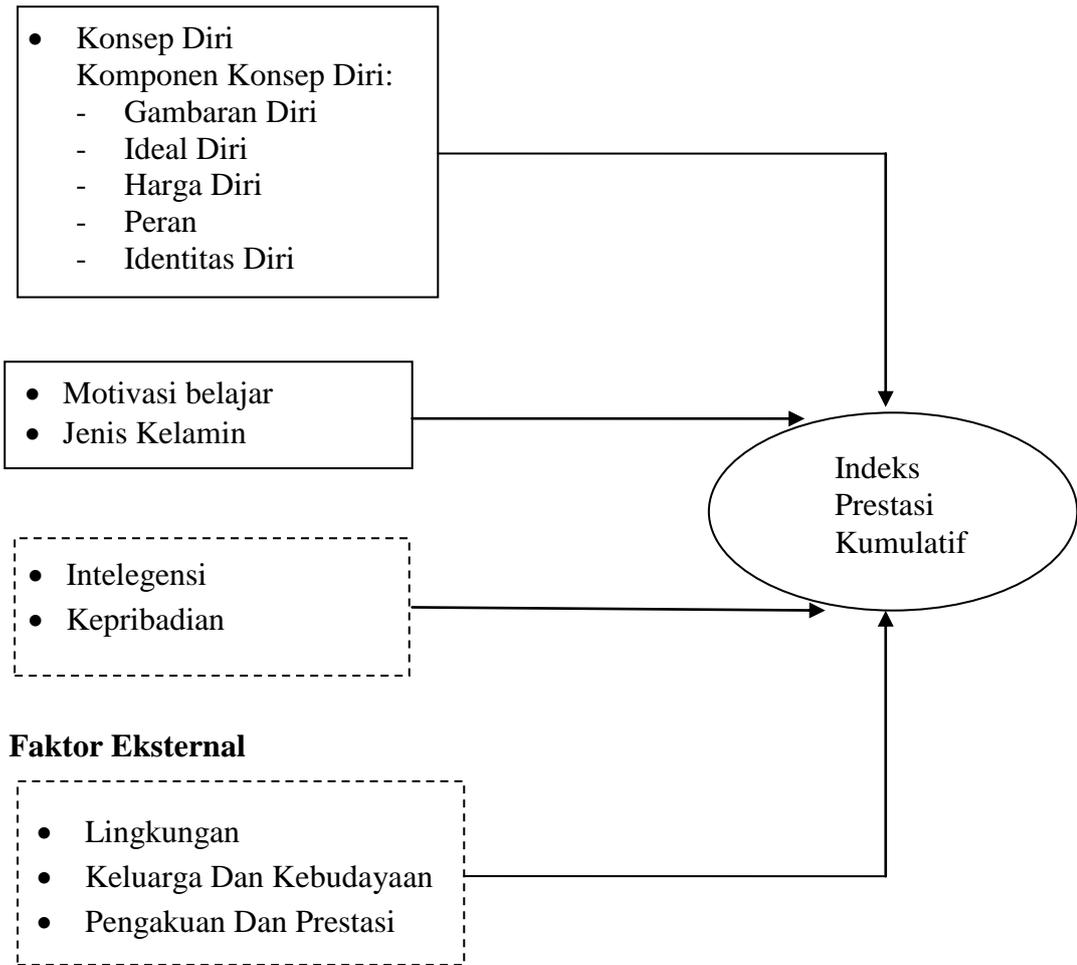 • Konsep Diri
Komponen Konsep Diri:
- Gambaran Diri
- Ideal Diri
- Harga Diri
- Peran
- Identitas Diri
• Motivasi belajar
• Jenis Kelamin
Indeks
Prestasi
Kumulatif
• Intelegensi
• Kepribadian
Faktor Eksternal
• Lingkungan
• Keluarga Dan Kebudayaan
• Pengakuan Dan Prestasi